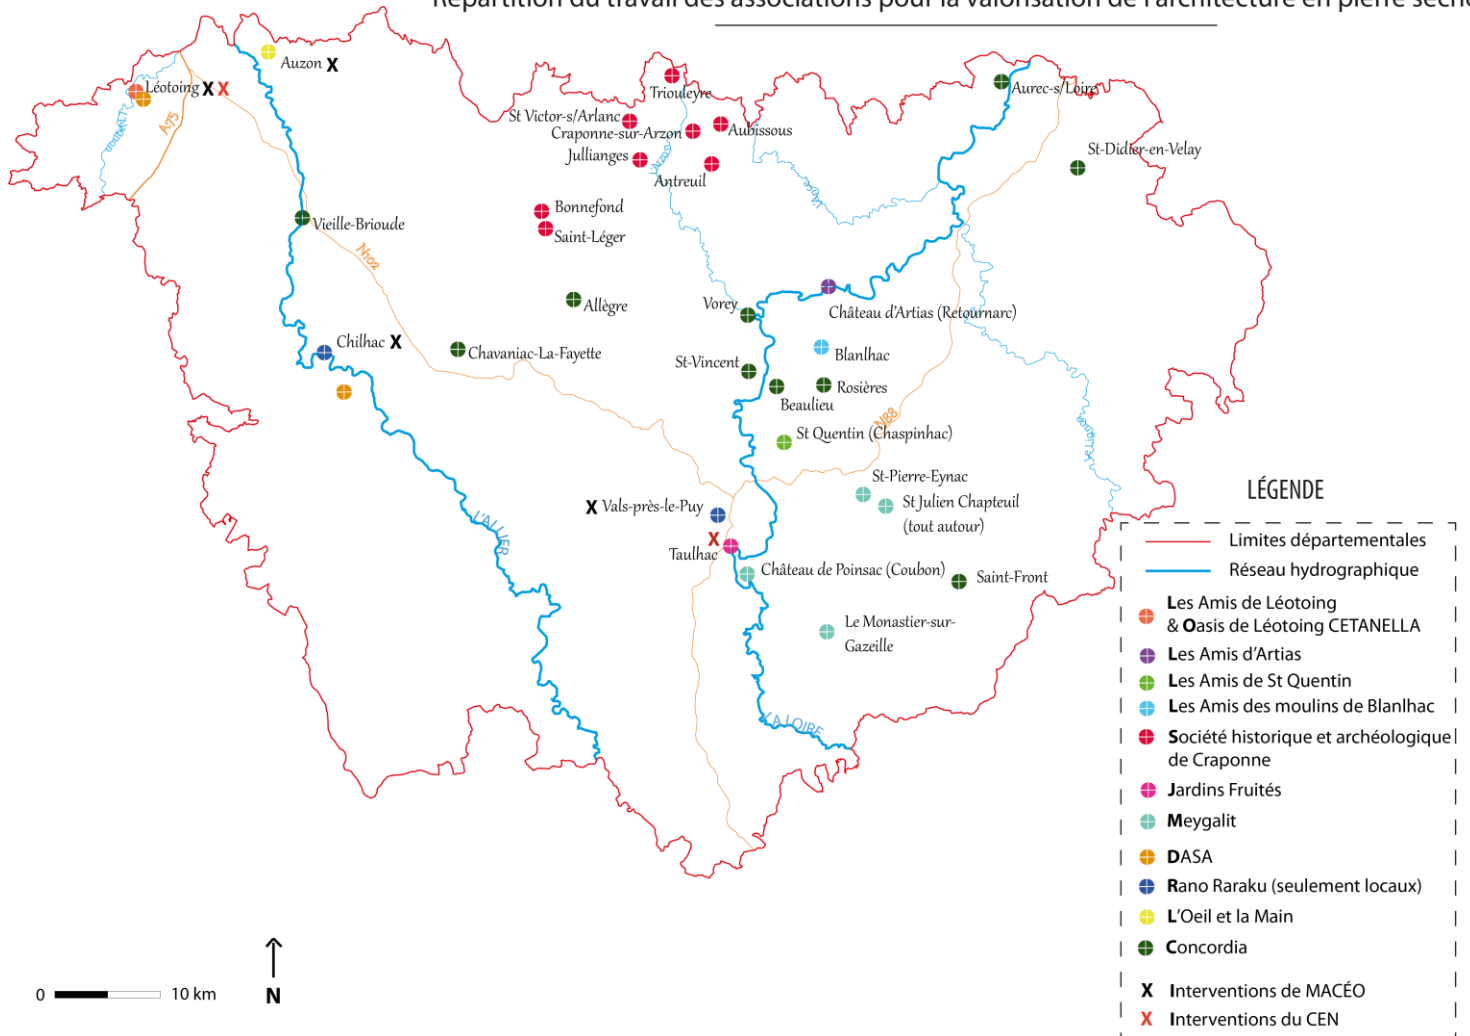 Répartition du travail des associations pour la valorisation de l'architecture en pierre sèche
Auzon X
Léotoing X X
A75
Triouleyre
Aurec-s/Loire
St Victor-s/Arlanc
Craponne-sur-Arzon
Aubissous
Jullianges
Antreuil
St-Didier-en-Velay
Bonnefond
Saint-Léger
Vieille-Brioude
N102
Allègre
Vorey
Château d'Artias (Retournarc)
Chilhac X
Chavaniac-La-Fayette
Blanlhac
St-Vincent
Rosières
Beaulieu
N88
St Quentin (Chaspinhac)
St-Pierre-Eynac
St Julien Chapteuil
(tout autour)
X Vals-près-le-Puy
L'ALLIER
X
Taulhac
Château de Poinsac (Coubon)
Saint-Front
Le Monastier-sur-
Gazeille
LA LOIRE
LÉGENDE
Limites départementales
Réseau hydrographique
Les Amis de Léotoing
& Oasis de Léotoing CETANELLA
Les Amis d'Artias
Les Amis de St Quentin
Les Amis des moulins de Blanlhac
Société historique et archéologique
de Craponne
Jardins Fruités
Meygalit
DASA
Rano Raraku (seulement locaux)
L'Oeil et la Main
Concordia
X Interventions de MACÉO
X Interventions du CEN
0 10 km
N